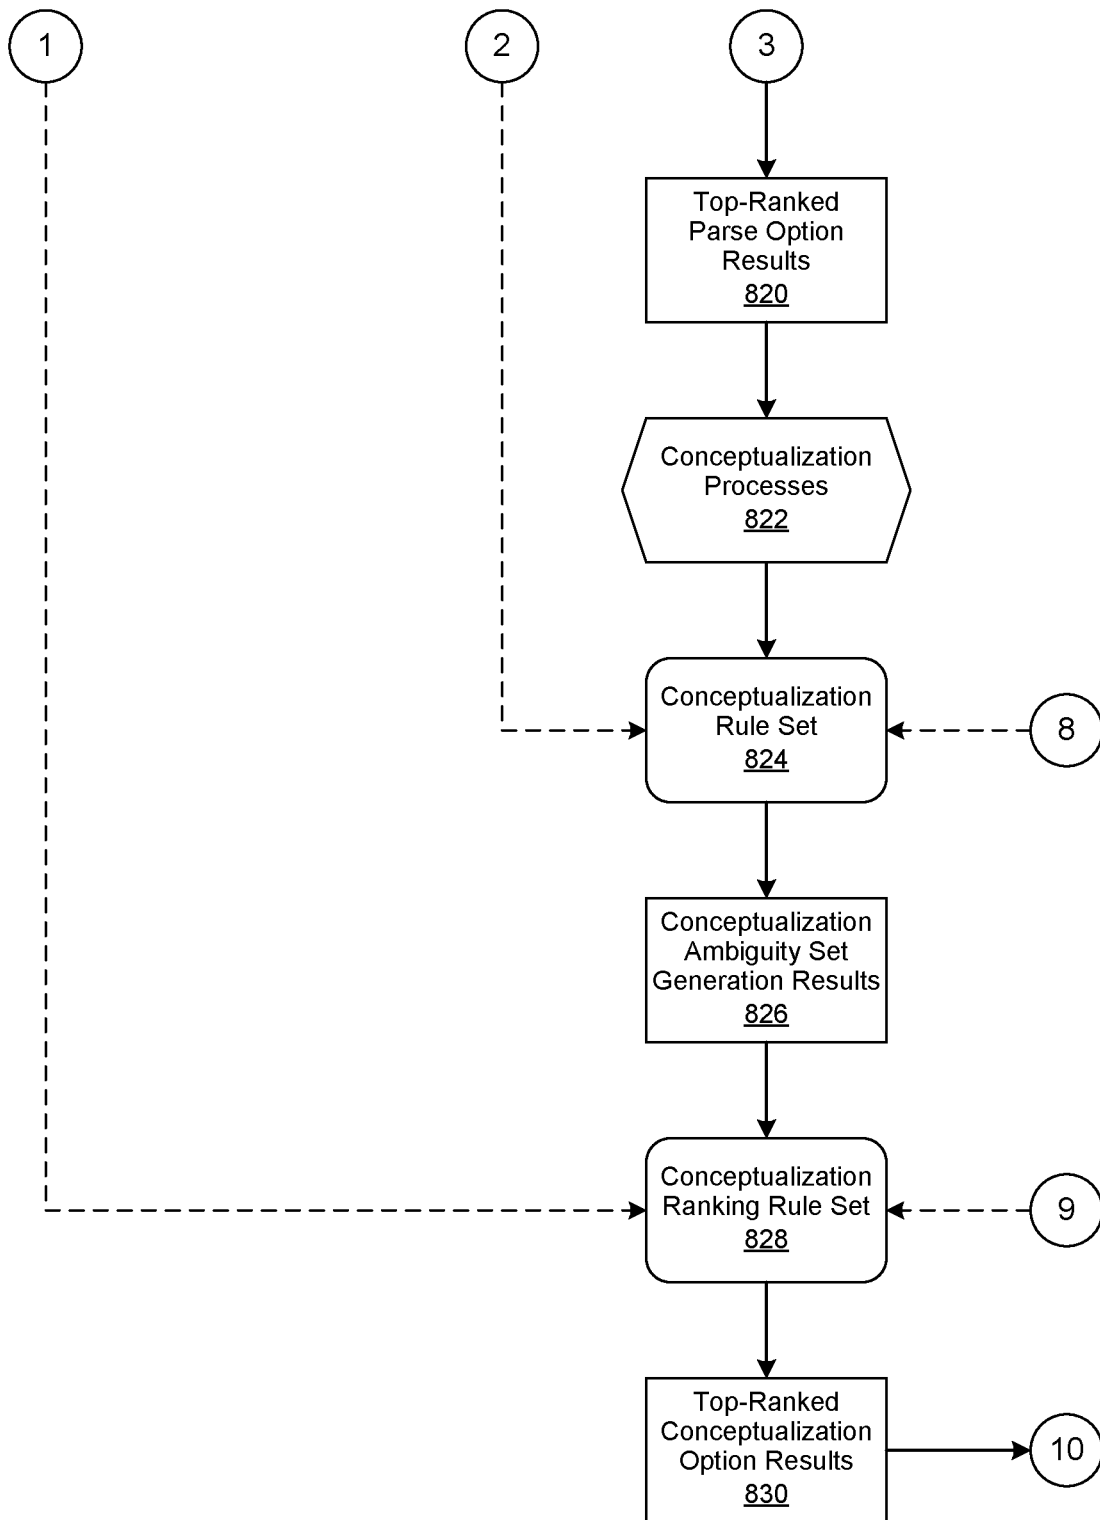 1
2
3
Top-Ranked
Parse Option
Results
820
Conceptualization
Processes
822
Conceptualization
Rule Set
824
8
Conceptualization
Ambiguity Set
Generation Results
826
Conceptualization
Ranking Rule Set
828
9
Top-Ranked
Conceptualization
Option Results
830
10